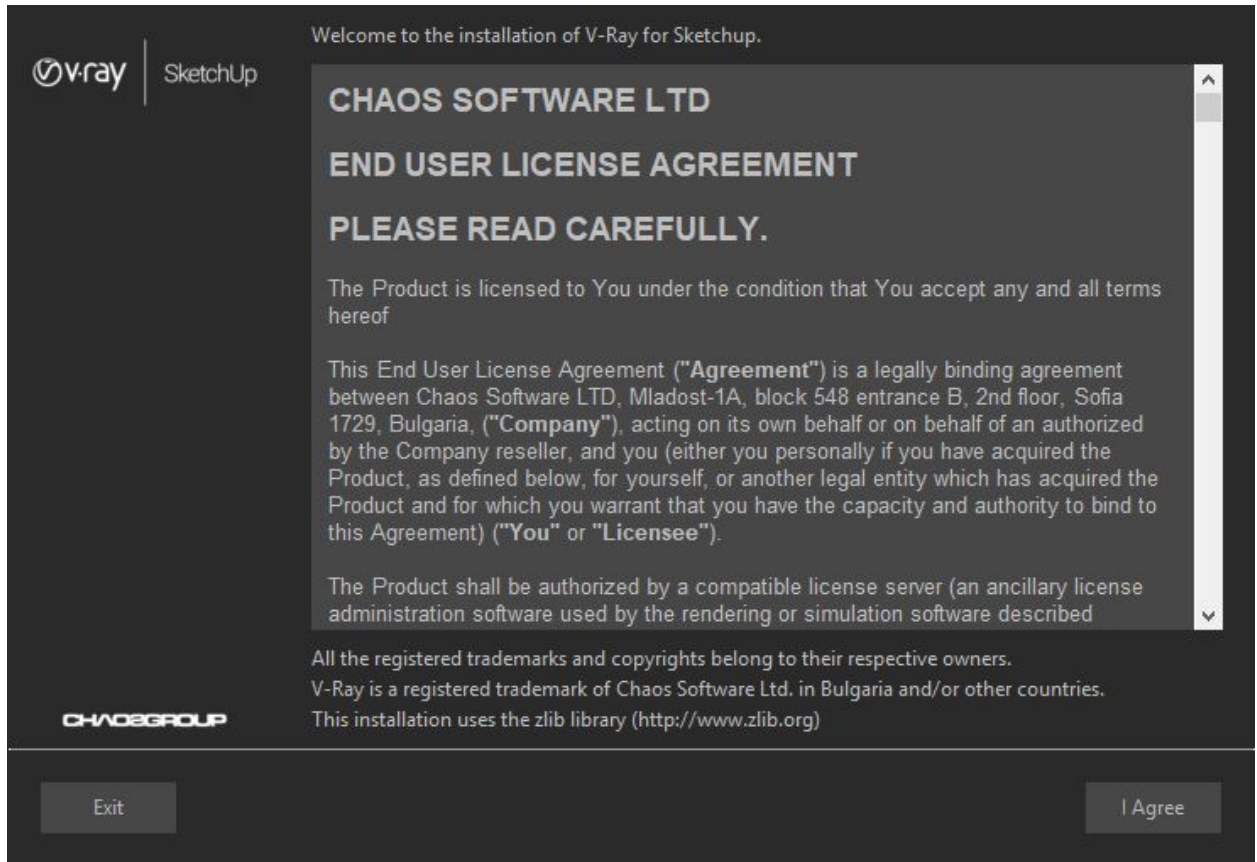 Welcome to the installation of V-Ray for Sketchup.
v·ray
SketchUp
CHAOS SOFTWARE LTD
END USER LICENSE AGREEMENT
PLEASE READ CAREFULLY.
The Product is licensed to You under the condition that You accept any and all terms
hereof
This End User License Agreement ("Agreement") is a legally binding agreement
between Chaos Software LTD, Mladost-1A, block 548 entrance B, 2nd floor, Sofia
1729, Bulgaria, ("Company"), acting on its own behalf or on behalf of an authorized
by the Company reseller, and you (either you personally if you have acquired the
Product, as defined below, for yourself, or another legal entity which has acquired the
Product and for which you warrant that you have the capacity and authority to bind to
this Agreement) ("You" or "Licensee").
The Product shall be authorized by a compatible license server (an ancillary license
administration software used by the rendering or simulation software described
All the registered trademarks and copyrights belong to their respective owners.
V-Ray is a registered trademark of Chaos Software Ltd. in Bulgaria and/or other countries.
CHAOSGROUP
This installation uses the zlib library (http://www.zlib.org)
Exit
I Agree